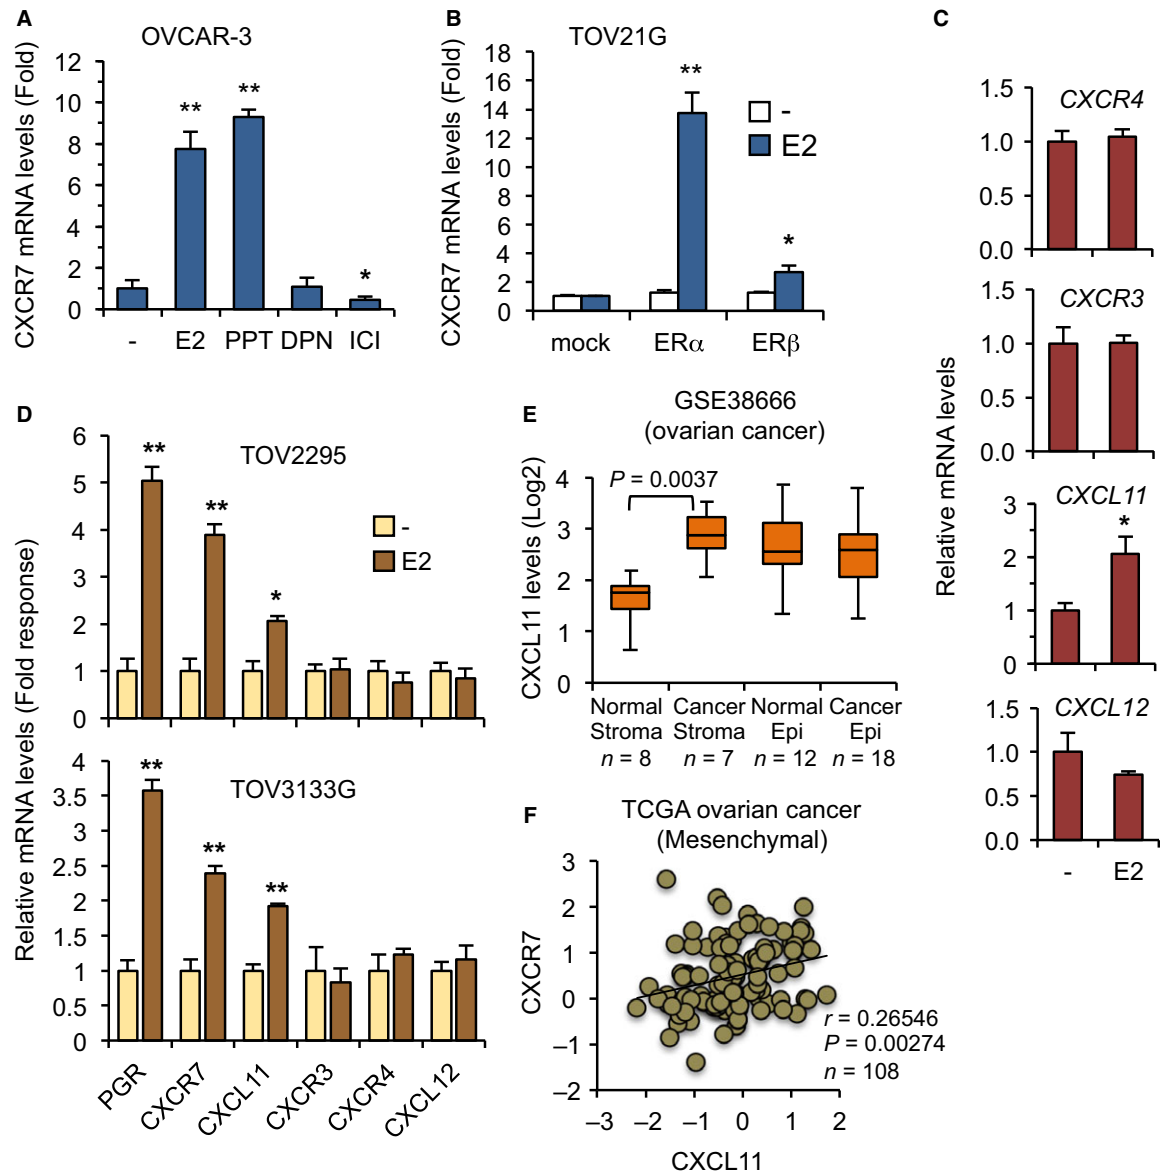 A
OVCAR-3
CXCR7 mRNA levels (Fold)
12
10
8
6
4
2
0
**
**
*
-
E2
PPT
DPN
ICI
B
TOV21G
CXCR7 mRNA levels (Fold)
18
16
14
12
10
8
6
4
2
0
**
*
-
E2
mock
ERα
ERβ
C
Relative mRNA levels
CXCR4
1.5
1.0
0.5
0.0
CXCR3
1.5
1.0
0.5
0.0
CXCL11
3
2
1
0
*
CXCL12
1.5
1.0
0.5
0.0
-
E2
D
Relative mRNA levels (Fold response)
TOV2295
6
5
4
3
2
1
0
**
**
*
-
E2
TOV3133G
4
3.5
3
2.5
2
1.5
1
0.5
0
**
**
**
PGR
CXCR7
CXCL11
CXCR3
CXCR4
CXCL12
E
GSE38666
(ovarian cancer)
CXCL11 levels (Log2)
4
3
2
1
0
P = 0.0037
Normal Cancer Normal Cancer
Stroma Stroma Epi Epi
n = 8 n = 7 n = 12 n = 18
F
TCGA ovarian cancer
(Mesenchymal)
CXCR7
3
2
1
0
–1
–2
r = 0.26546
P = 0.00274
n = 108
–3 –2 –1 0 1 2
CXCL11